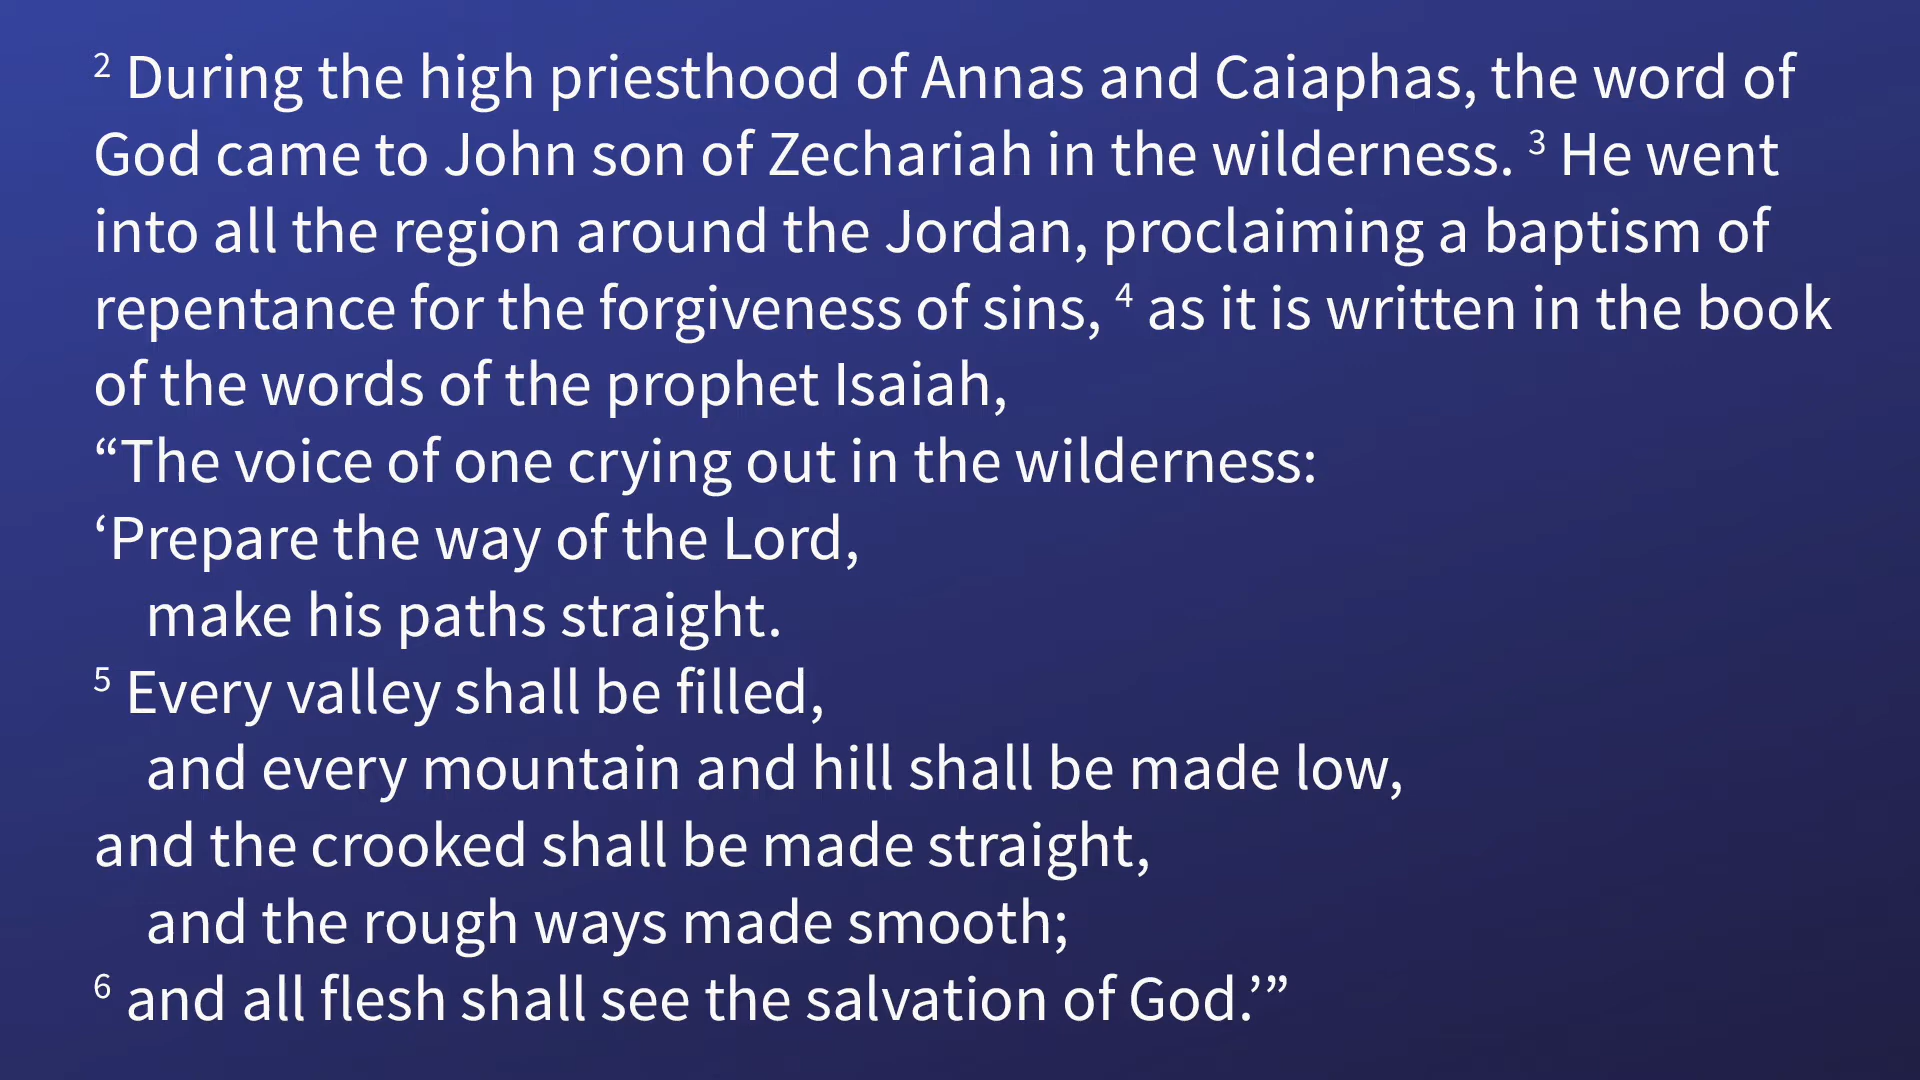 ² During the high priesthood of Annas and Caiaphas, the word of
God came to John son of Zechariah in the wilderness. ³ He went
into all the region around the Jordan, proclaiming a baptism of
repentance for the forgiveness of sins, ⁴ as it is written in the book
of the words of the prophet Isaiah,
“The voice of one crying out in the wilderness:
‘Prepare the way of the Lord,
make his paths straight.
⁵ Every valley shall be filled,
and every mountain and hill shall be made low,
and the crooked shall be made straight,
and the rough ways made smooth;
⁶ and all flesh shall see the salvation of God.’”